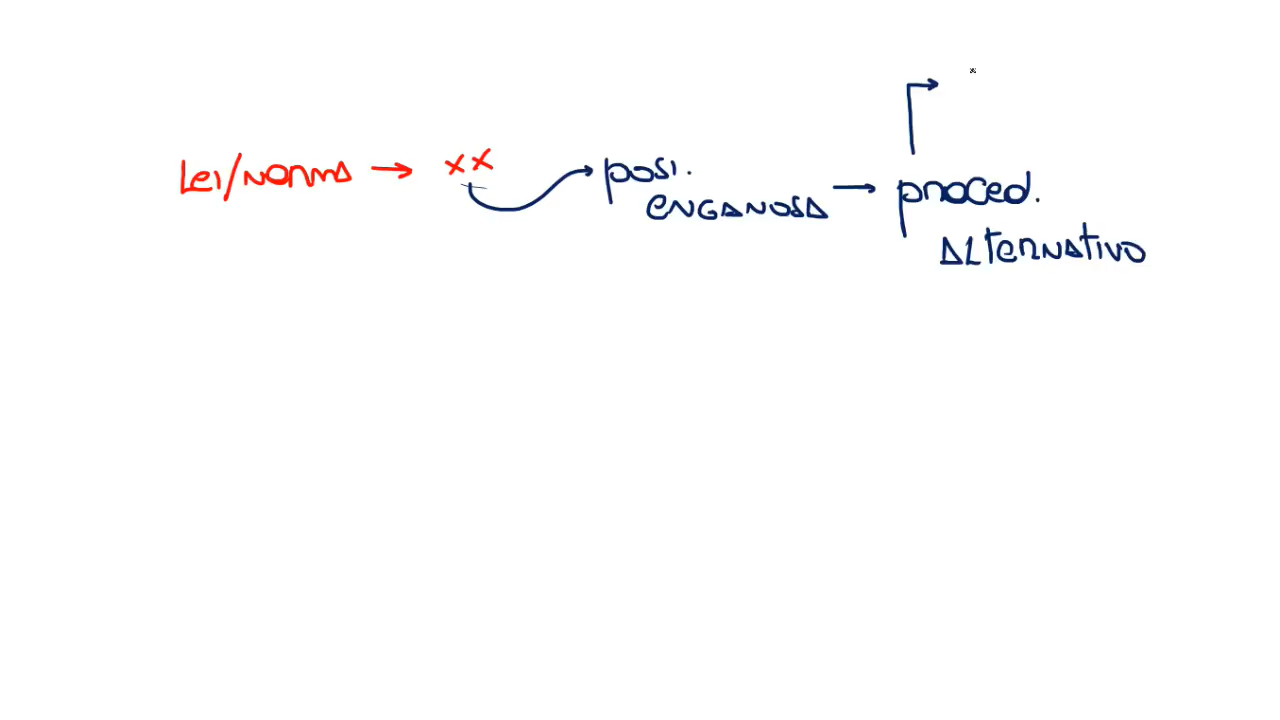 Lei/norma → xx
posi.
enganosa → proced.
alternativo